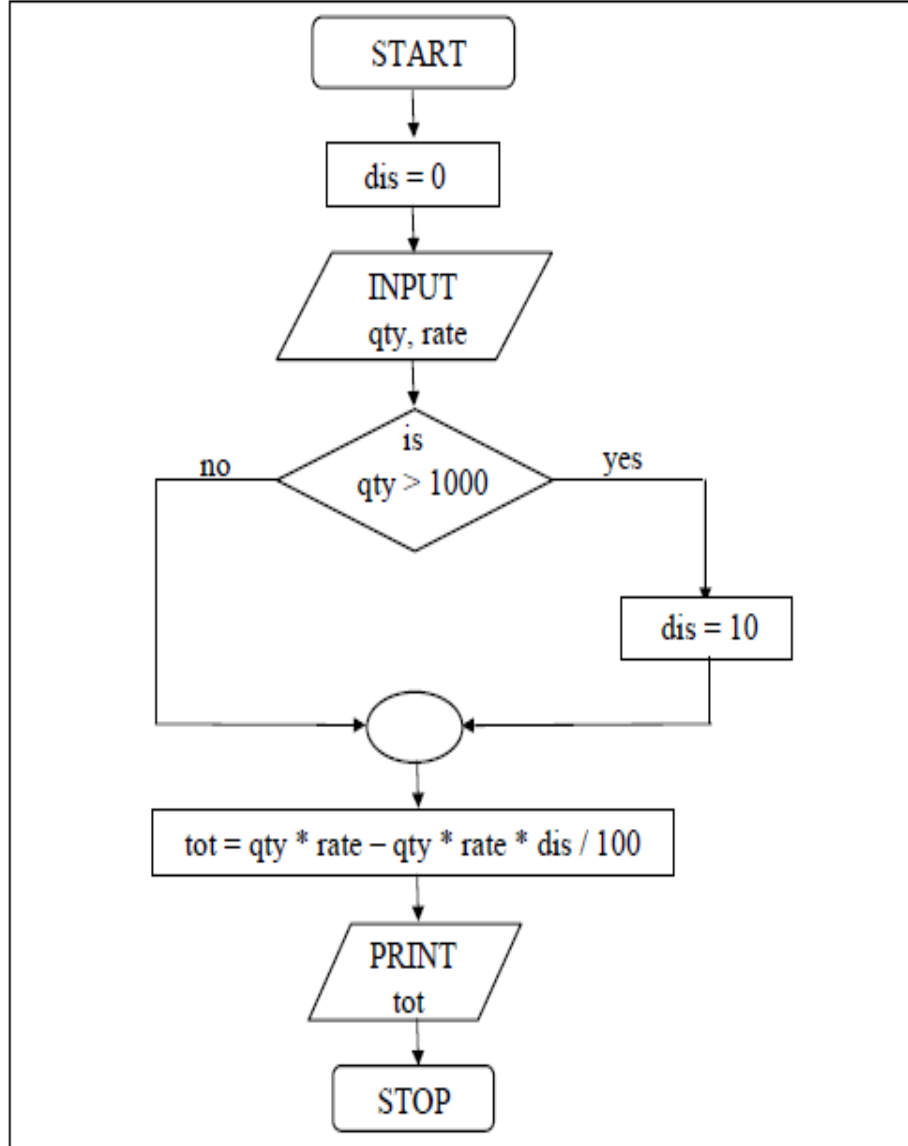 START
dis = 0
INPUT
qty, rate
is
qty > 1000
no
yes
dis = 10
tot = qty * rate – qty * rate * dis / 100
PRINT
tot
STOP